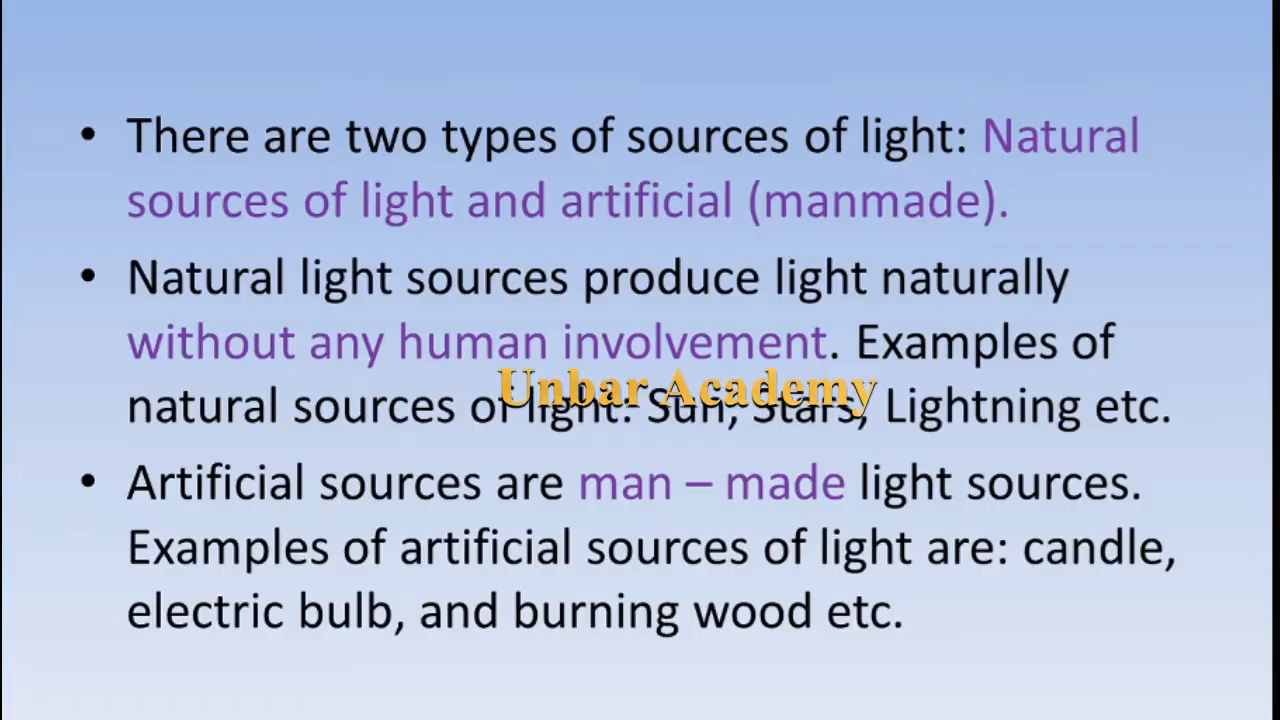 • There are two types of sources of light: Natural
sources of light and artificial (manmade).
• Natural light sources produce light naturally
without any human involvement. Examples of
Unbar Academy
natural sources of light: Sun, Stars, Lightning etc.
• Artificial sources are man – made light sources.
Examples of artificial sources of light are: candle,
electric bulb, and burning wood etc.